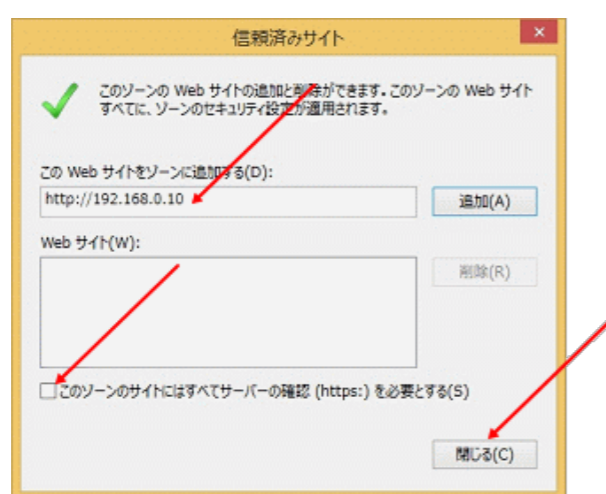 信頼済みサイト
このゾーンの Web サイトの追加と削除ができます。このゾーンの Web サイト
すべてに、ゾーンのセキュリティ設定が適用されます。
この Web サイトをゾーンに追加する(D):
http://192.168.0.10
追加(A)
Web サイト(W):
削除(R)
このゾーンのサイトにはすべてサーバーの確認 (https:) を必要とする(S)
閉じる(C)